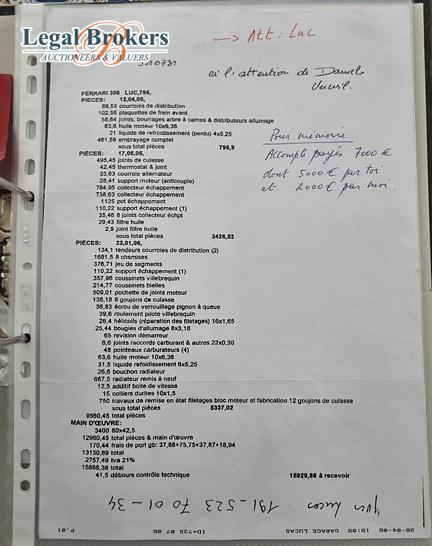 Legal Brokers
AUCTIONEERS & VALUERS
→ Att: Luc
à l'attention de Daniel
FERRARI 308 LUC,764,
PIECES: 12,04,05,
89,53 courroies de distribution
102,55 plaquettes de frein avant
58,64 joints, bourrages arbre à cames & distributeurs allumage
63,6 huile moteur 10x6,36
21 liquide de refroidissement (perdu) 4x5,25
461,58 embrayage complet
sous total pièces 796,9
PIECES: 17,06,05,
495,45 joints de culasse
42,45 thermostat & joint
33,63 courroie alternateur
28,41 support moteur (anticouple)
784,95 collecteur échappement
738,63 collecteur échappement
1125 pot échappement
110,22 support échappement (1)
35,46 6 joints collecteur échpt
29,43 filtre huile
2,9 joint filtre huile
sous total pièces 3426,53
PIECES: 23,01,06,
134,1 tendeurs courroies de distribution (2)
1681,5 8 chemises
376,71 jeu de segments
110,22 support échappement (1)
357,96 coussinets villebrequin
214,77 coussinets bielles
509,01 pochette de joints moteur
138,18 8 goujons de culasse
36,83 écrou de verrouillage pignon à queue
39,6 roulement pilote villebrequin
26,4 hélicoils (réparation des filetages) 16x1,65
25,44 bougies d'allumage 8x3,18
65 revision démarreur
6,6 joints raccords carburant & autres 22x0,30
48 pointeaux carburateurs (4)
63,6 huile moteur 10x6,36
31,5 liquide refroidissement 6x5,25
26,6 bouchon radiateur
667,5 radiateur remis à neuf
12,5 additif boite de vitesse
15 colliers durites 10x1,5
750 travaux de remise en état filetages bloc moteur et fabrication 12 goujons de culasse
sous total pièces 5337,02
9560,45 total pièces
MAIN D'ŒUVRE:
3400 80x42,5
12960,45 total pièces & main d'œuvre
170,44 frais de port gb: 37,88+75,75+37,87+18,94
13130,89 total
2757,49 tva 21%
15888,38 total
41,5 débours contrôle technique 15929,88 à recevoir
Pour mémoire
Accompte payés 7000 €
dont 5000 € par toi
et 2000 € par moi.
191-523 70 01-34
26-04-06 19:09 GARAGE LUCAS
P.01